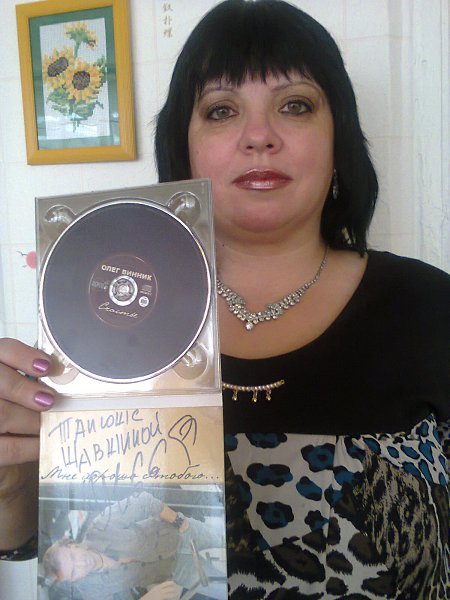 ОЛЕГ ВИННИК
Счастье
ТАНЮШЕ
ШАВКИНОЙ
Мне хорошо с тобою...